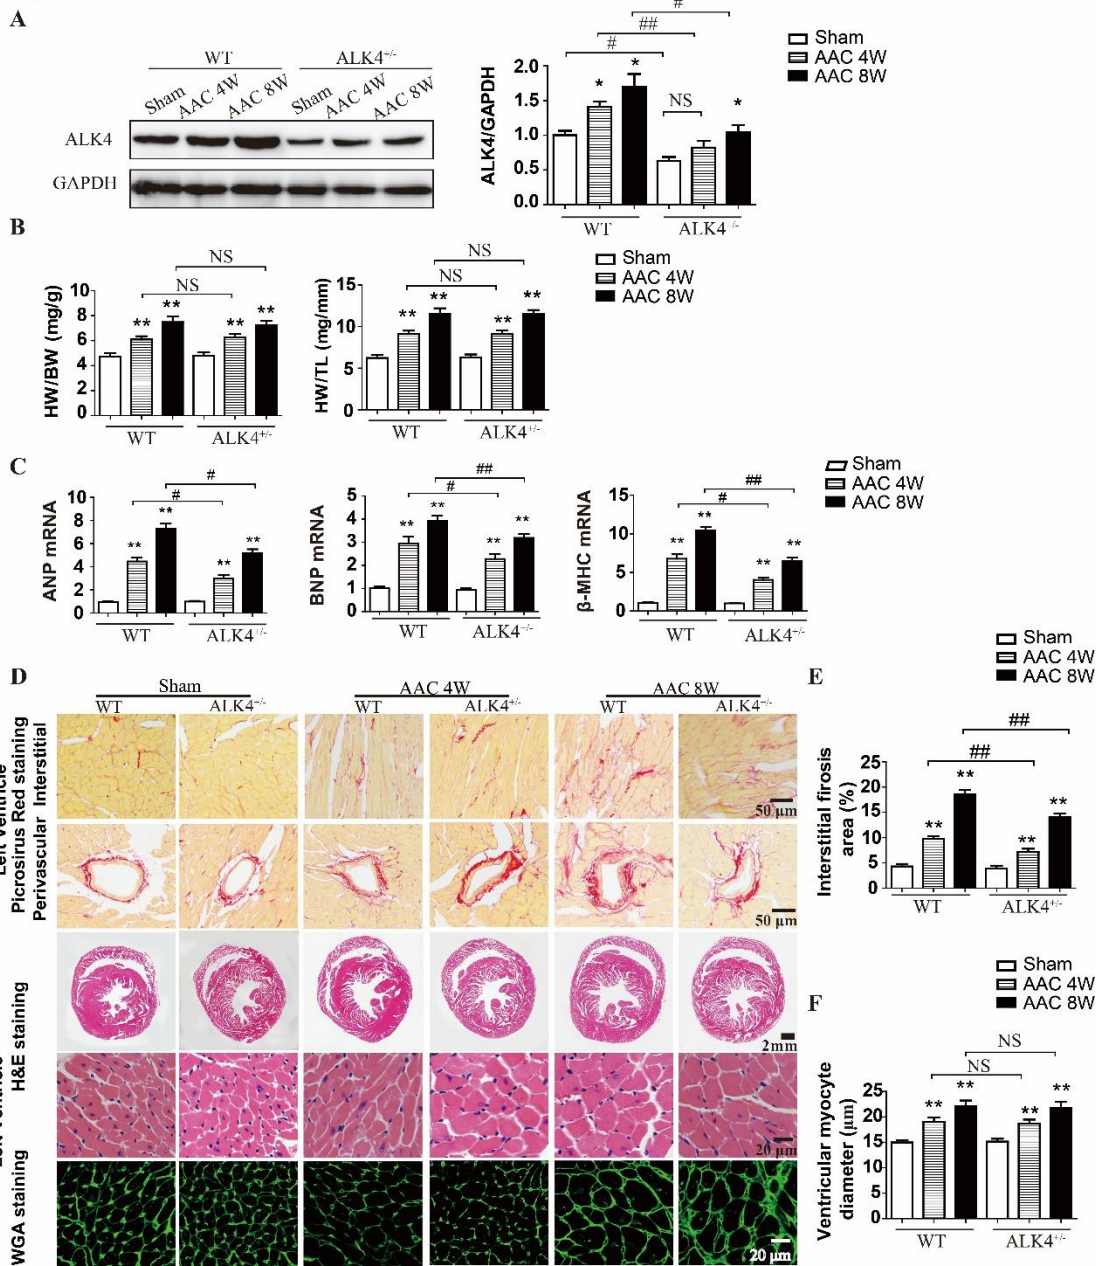 A
WT
ALK4+/-
Sham
AAC 4W
AAC 8W
Sham
AAC 4W
AAC 8W
ALK4
GAPDH
ALK4/GAPDH
2.0
1.5
1.0
0.5
0.0
#
##
#
*
*
NS
*
WT
ALK4-/-
Sham
AAC 4W
AAC 8W
B
HW/BW (mg/g)
10
8
6
4
2
0
NS
NS
**
**
**
**
WT
ALK4+/-
HW/TL (mg/mm)
15
10
5
0
NS
NS
**
**
**
**
WT
ALK4+/-
Sham
AAC 4W
AAC 8W
C
ANP mRNA
10
8
6
4
2
0
#
#
**
**
**
**
WT
ALK4+/-
BNP mRNA
5
4
3
2
1
0
##
#
**
**
**
**
WT
ALK4−/−
β-MHC mRNA
15
10
5
0
##
#
**
**
**
**
WT
ALK4+/-
Sham
AAC 4W
AAC 8W
D
Sham
AAC 4W
AAC 8W
WT
ALK4+/-
WT
ALK4+/-
WT
ALK4−/−
Left Ventricle
Picrosirus Red staining
Perivascular Interstitial
50 µm
50 µm
H&E staining
2mm
20 µm
WGA staining
20 µm
E
Sham
AAC 4W
AAC 8W
Interstitial firosis
area (%)
25
20
15
10
5
0
##
##
**
**
**
**
WT
ALK4+/-
F
Sham
AAC 4W
AAC 8W
Ventricular myocyte
diameter (µm)
25
20
15
10
5
0
NS
NS
**
**
**
**
WT
ALK4+/-